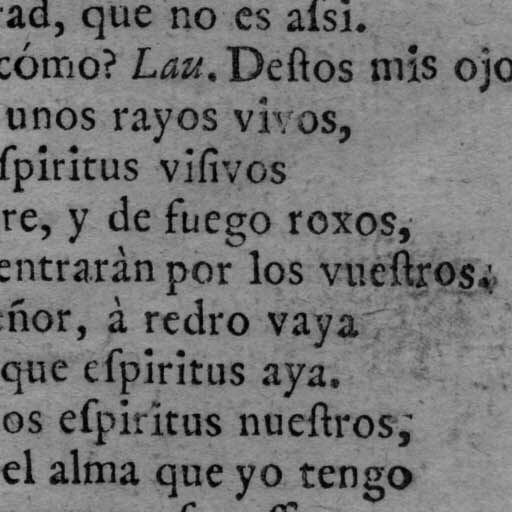 rad, que no es aſsi.
cómo? Lau. Deſtos mis ojo
unos rayos vivos,
ſpiritus viſivos
re, y de fuego roxos,
entraràn por los vueſtros.
eñor, à redro vaya
que eſpiritus aya.
os eſpiritus nueſtros;
el alma que yo tengo